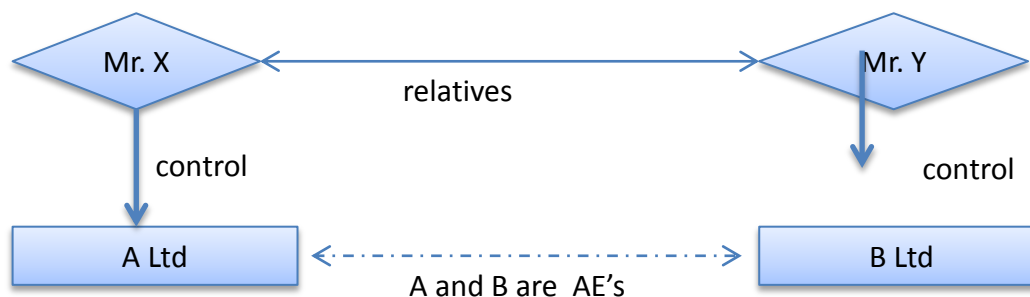 Mr. X
Mr. Y
relatives
control
control
A Ltd
B Ltd
A and B are AE’s